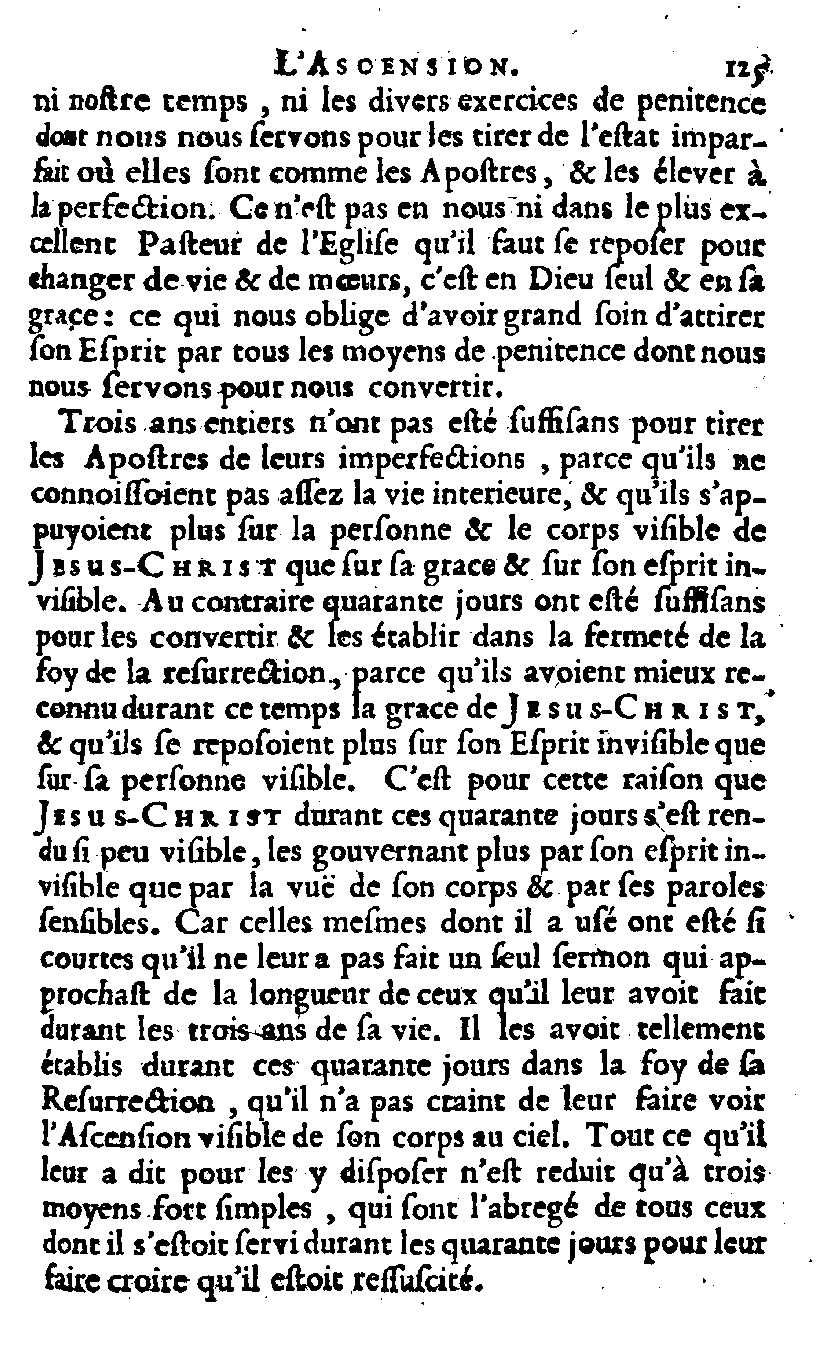 L'ASCENSION. 125
ni noſtre temps, ni les divers exercices de penitence
dont nous nous ſervons pour les tirer de l'eſtat impar-
fait où elles ſont comme les Apoſtres, & les élever à
la perfection. Ce n'eſt pas en nous ni dans le plus ex-
cellent Paſteur de l'Egliſe qu'il faut ſe repoſer pour
changer de vie & de mœurs, c'eſt en Dieu ſeul & en ſa
grace: ce qui nous oblige d'avoir grand ſoin d'attirer
ſon Eſprit par tous les moyens de penitence dont nous
nous ſervons pour nous convertir.
Trois ans entiers n'ont pas eſté ſuffiſans pour tirer
les Apoſtres de leurs imperfections, parce qu'ils ne
connoiſſoient pas aſſez la vie interieure, & qu'ils s'ap-
puyoient plus ſur la perſonne & le corps viſible de
JESUS-CHRIST que ſur ſa grace & ſur ſon eſprit in-
viſible. Au contraire quarante jours ont eſté ſuffiſans
pour les convertir & les établir dans la fermeté de la
foy de la reſurrection, parce qu'ils avoient mieux re-
connu durant ce temps la grace de JESUS-CHRIST,
& qu'ils ſe repoſoient plus ſur ſon Eſprit inviſible que
ſur ſa perſonne viſible. C'eſt pour cette raiſon que
JESUS-CHRIST durant ces quarante jours s'eſt ren-
du ſi peu viſible, les gouvernant plus par ſon eſprit in-
viſible que par la vuë de ſon corps & par ſes paroles
ſenſibles. Car celles meſmes dont il a uſé ont eſté ſi
courtes qu'il ne leur a pas fait un ſeul ſermon qui ap-
prochaſt de la longueur de ceux qu'il leur avoit fait
durant les trois ans de ſa vie. Il les avoit tellement
établis durant ces quarante jours dans la foy de ſa
Reſurrection, qu'il n'a pas craint de leur faire voir
l'Aſcenſion viſible de ſon corps au ciel. Tout ce qu'il
leur a dit pour les y diſpoſer n'eſt reduit qu'à trois
moyens fort ſimples, qui ſont l'abregé de tous ceux
dont il s'eſtoit ſervi durant les quarante jours pour leur
faire croire qu'il eſtoit reſſuſcité.